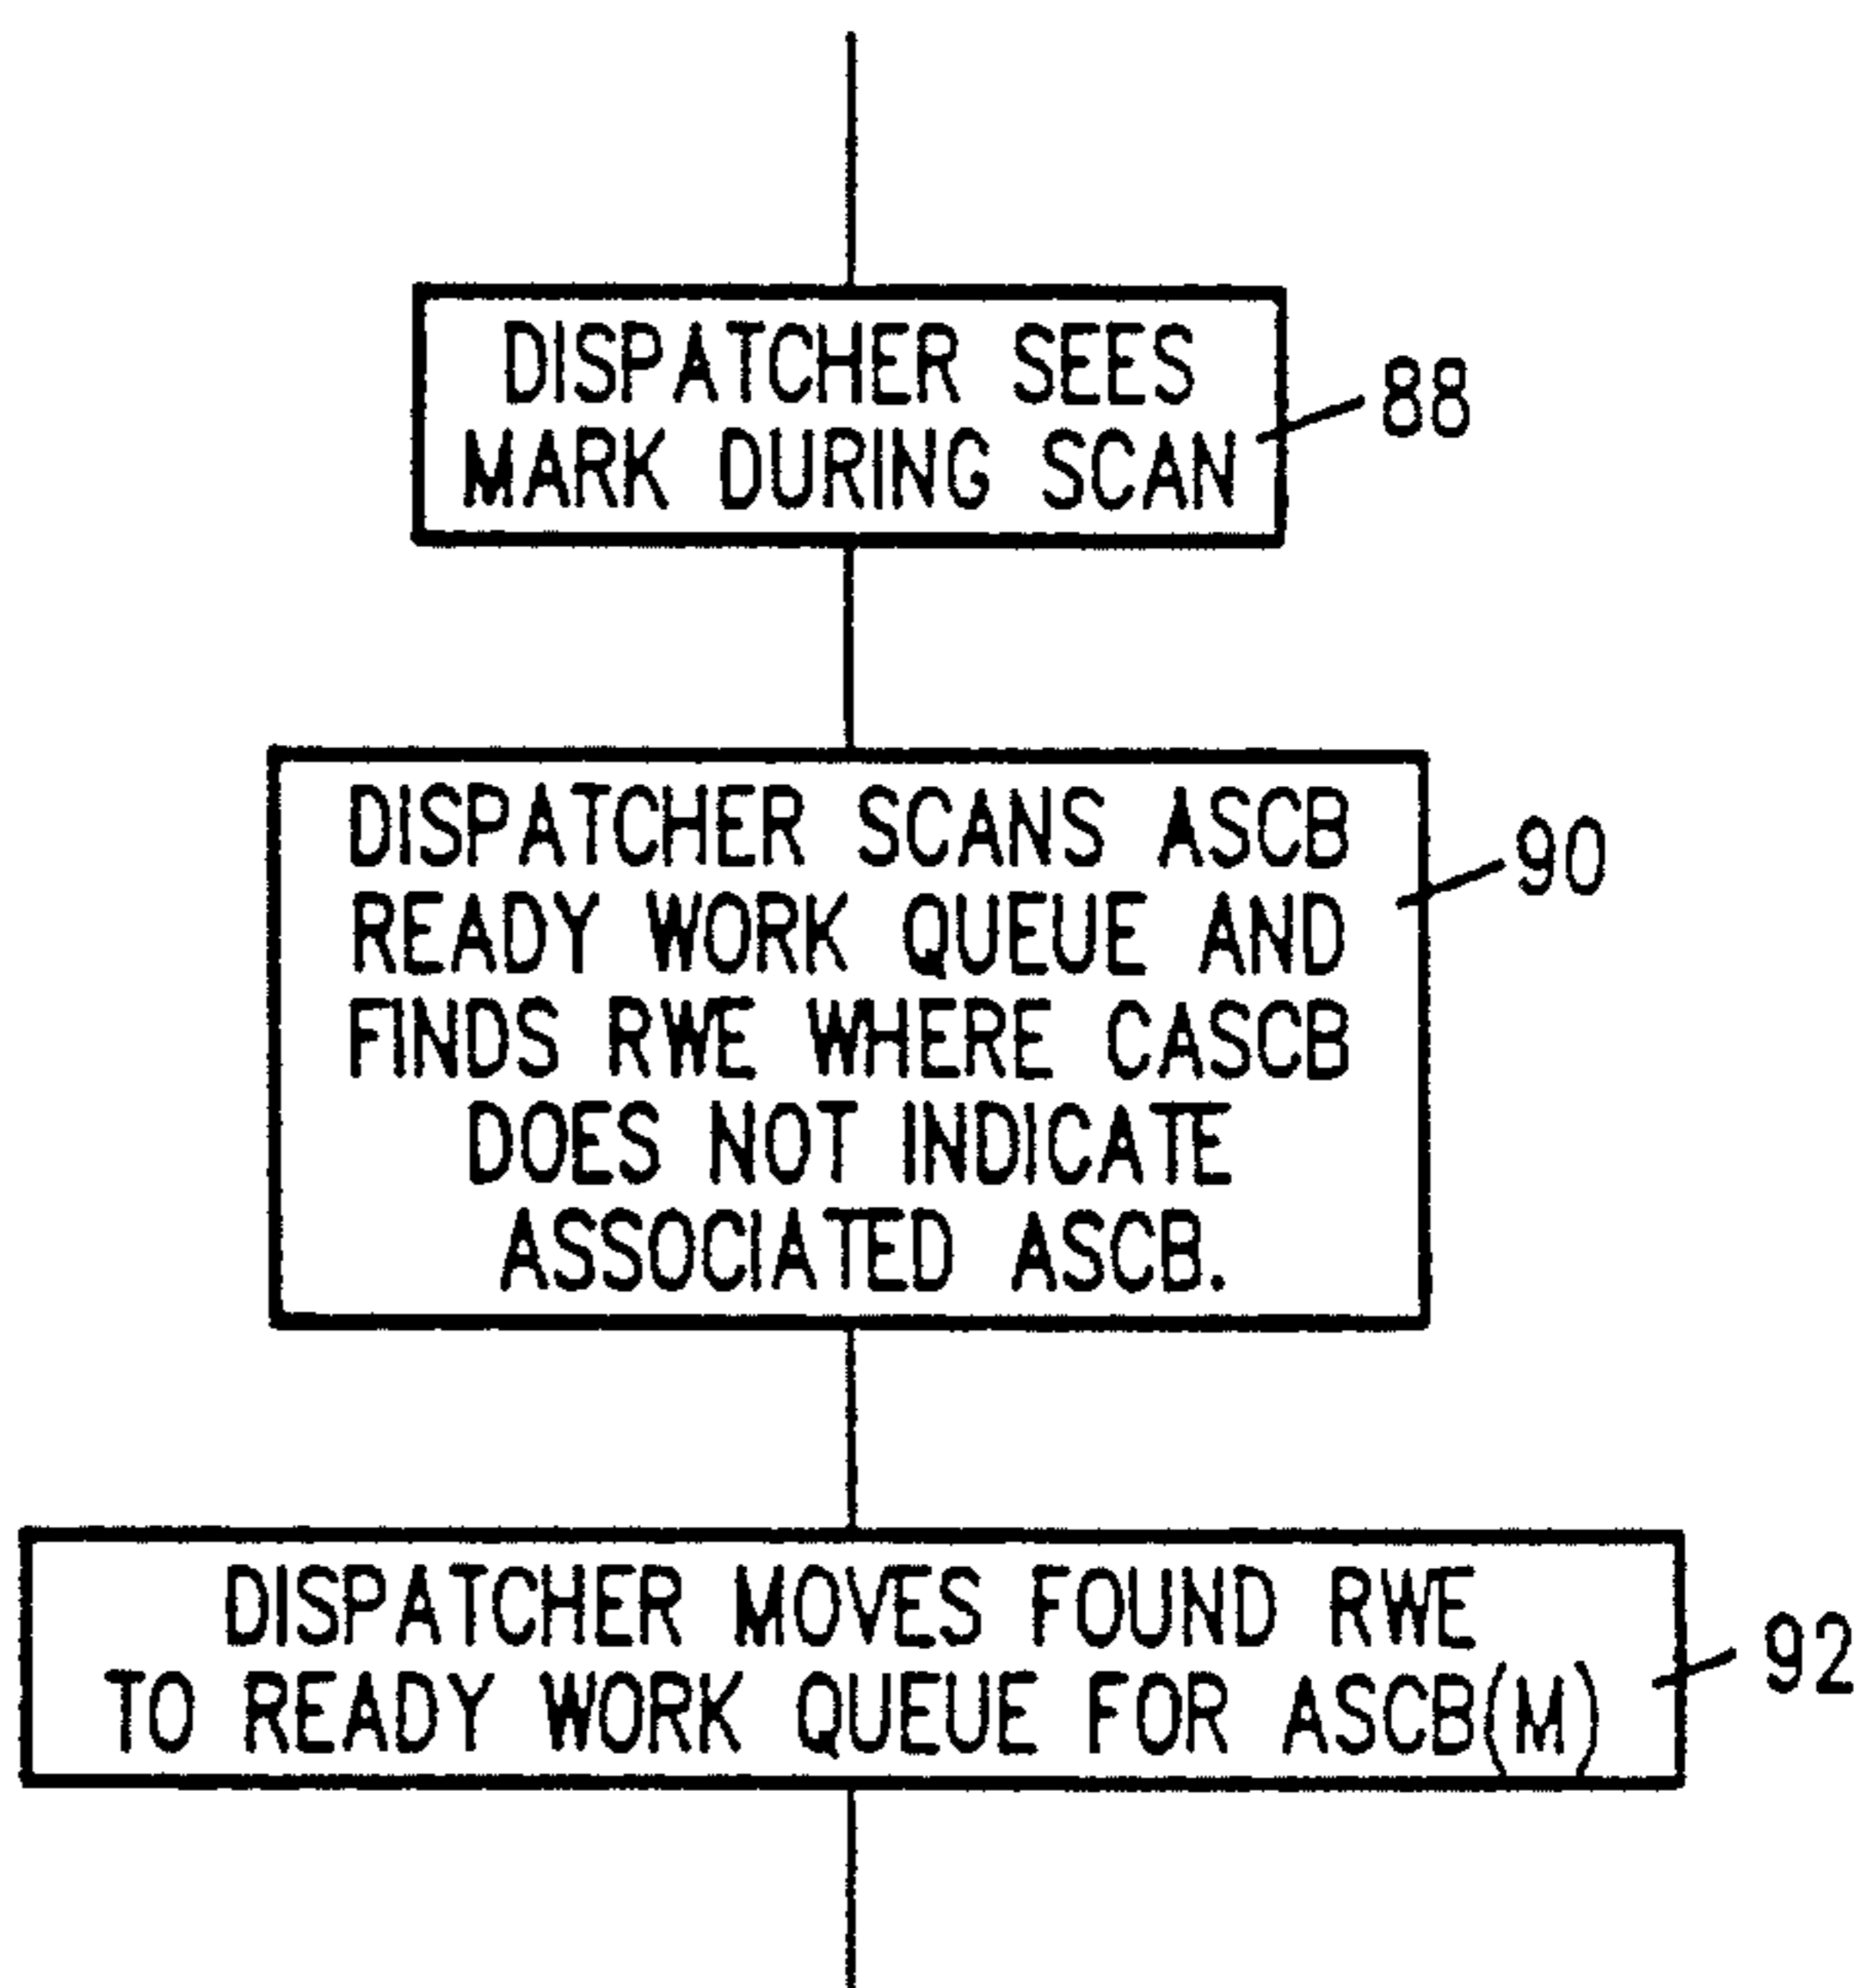 DISPATCHER SEES
MARK DURING SCAN
88
DISPATCHER SCANS ASCB
READY WORK QUEUE AND
FINDS RWE WHERE CASCB
DOES NOT INDICATE
ASSOCIATED ASCB.
90
DISPATCHER MOVES FOUND RWE
TO READY WORK QUEUE FOR ASCB(M)
92